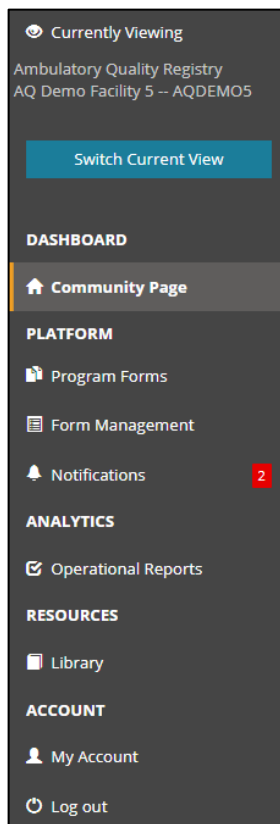 Currently Viewing
Ambulatory Quality Registry
AQ Demo Facility 5 -- AQDEMO5
Switch Current View
DASHBOARD
Community Page
PLATFORM
Program Forms
Form Management
Notifications 2
ANALYTICS
Operational Reports
RESOURCES
Library
ACCOUNT
My Account
Log out